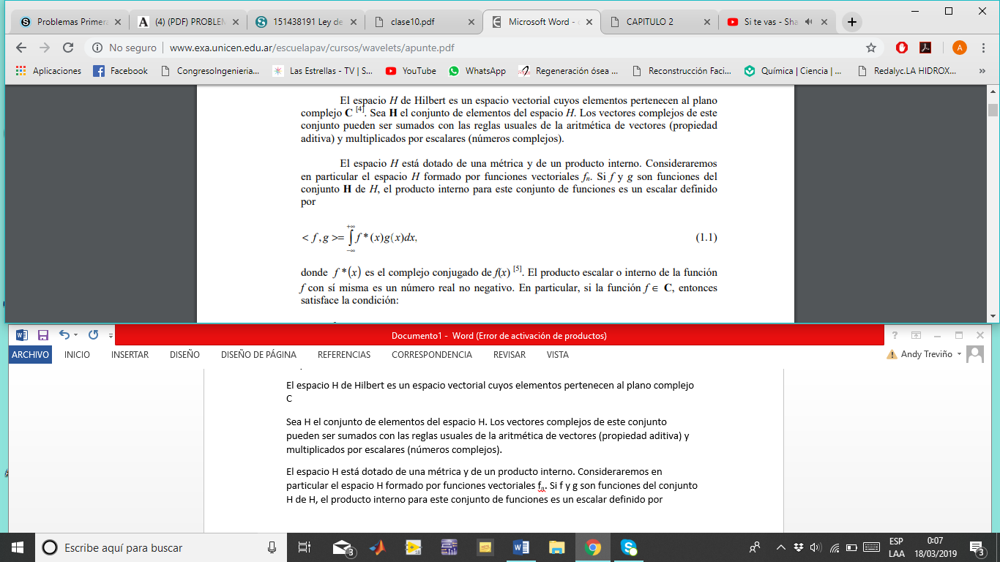 Problemas Primera
(4) (PDF) PROBLEM
151438191 Ley de
clase10.pdf
Microsoft Word -
CAPITULO 2
Si te vas - Sha
No seguro | www.exa.unicen.edu.ar/escuelapav/cursos/wavelets/apunte.pdf
A
Aplicaciones
Facebook
CongresoIngenieria...
Las Estrellas - TV | S...
YouTube
WhatsApp
Regeneración ósea ...
Reconstrucción Faci...
Química | Ciencia | ...
Redalyc.LA HIDROX...
»
El espacio H de Hilbert es un espacio vectorial cuyos elementos pertenecen al plano
complejo C [4]. Sea H el conjunto de elementos del espacio H. Los vectores complejos de este
conjunto pueden ser sumados con las reglas usuales de la aritmética de vectores (propiedad
aditiva) y multiplicados por escalares (números complejos).
El espacio H está dotado de una métrica y de un producto interno. Consideraremos
en particular el espacio H formado por funciones vectoriales fn. Si f y g son funciones del
conjunto H de H, el producto interno para este conjunto de funciones es un escalar definido
por
< f, g >= ∫_{-∞}^{+∞} f *(x)g(x)dx, (1.1)
donde f *(x) es el complejo conjugado de f(x) [5]. El producto escalar o interno de la función
f con sí misma es un número real no negativo. En particular, si la función f ∈ C, entonces
satisface la condición:
Documento1 - Word (Error de activación de productos)
ARCHIVO INICIO INSERTAR DISEÑO DISEÑO DE PÁGINA REFERENCIAS CORRESPONDENCIA REVISAR VISTA Andy Treviño
El espacio H de Hilbert es un espacio vectorial cuyos elementos pertenecen al plano complejo
C
Sea H el conjunto de elementos del espacio H. Los vectores complejos de este conjunto
pueden ser sumados con las reglas usuales de la aritmética de vectores (propiedad aditiva) y
multiplicados por escalares (números complejos).
El espacio H está dotado de una métrica y de un producto interno. Consideraremos en
particular el espacio H formado por funciones vectoriales fn. Si f y g son funciones del conjunto
H de H, el producto interno para este conjunto de funciones es un escalar definido por
Escribe aquí para buscar
3
ESP
LAA
0:07
18/03/2019
3